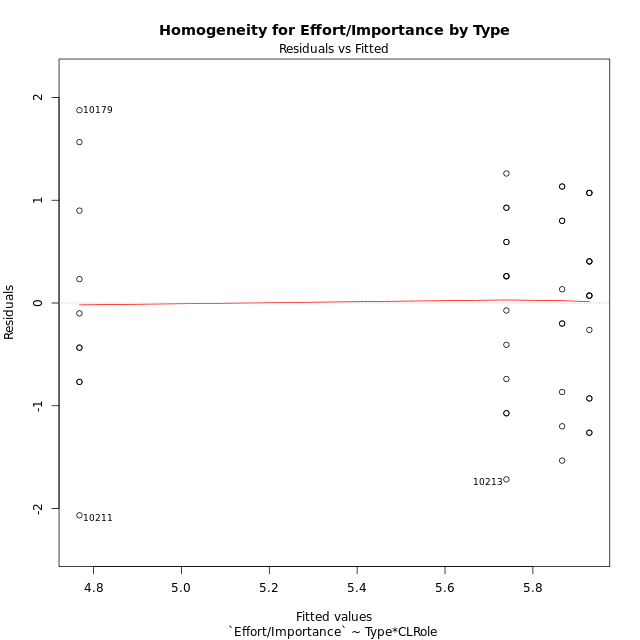 Homogeneity for Effort/Importance by Type
Residuals vs Fitted
2
1
0
-1
-2
Residuals
10179
10211
10213
4.8 5.0 5.2 5.4 5.6 5.8
Fitted values
`Effort/Importance` ~ Type*CLRole